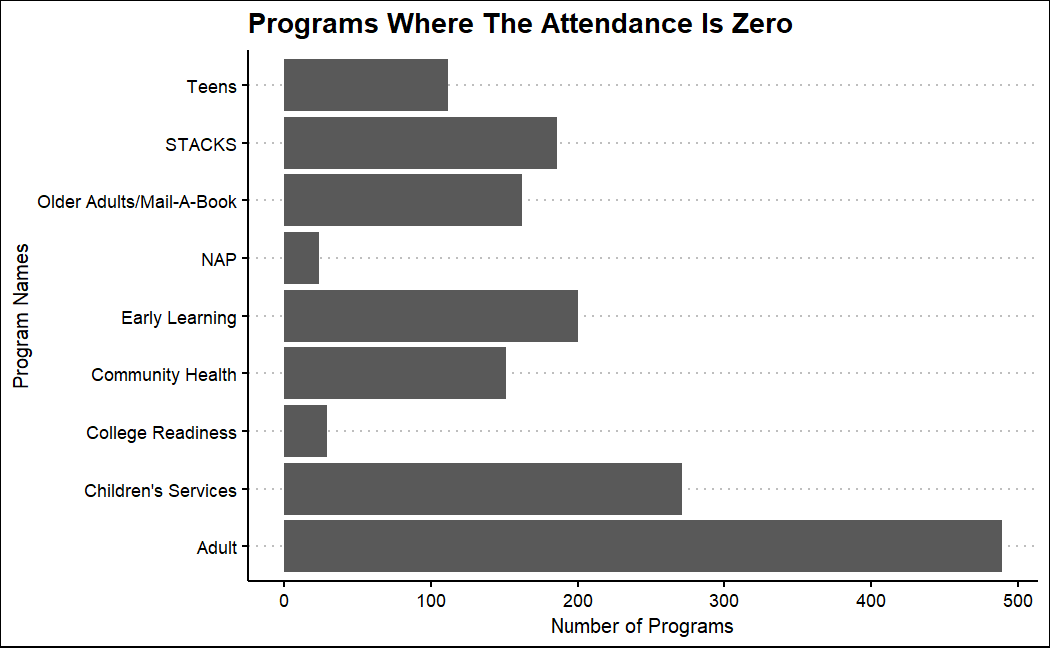 Programs Where The Attendance Is Zero
Program Names
Teens
STACKS
Older Adults/Mail-A-Book
NAP
Early Learning
Community Health
College Readiness
Children's Services
Adult
0 100 200 300 400 500
Number of Programs